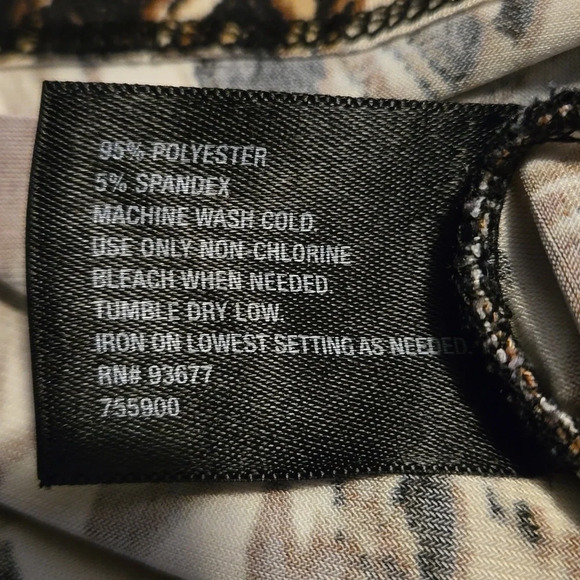 95% POLYESTER
5% SPANDEX
MACHINE WASH COLD.
USE ONLY NON-CHLORINE
BLEACH WHEN NEEDED.
TUMBLE DRY LOW.
IRON ON LOWEST SETTING AS NEEDED.
RN# 93677
755900